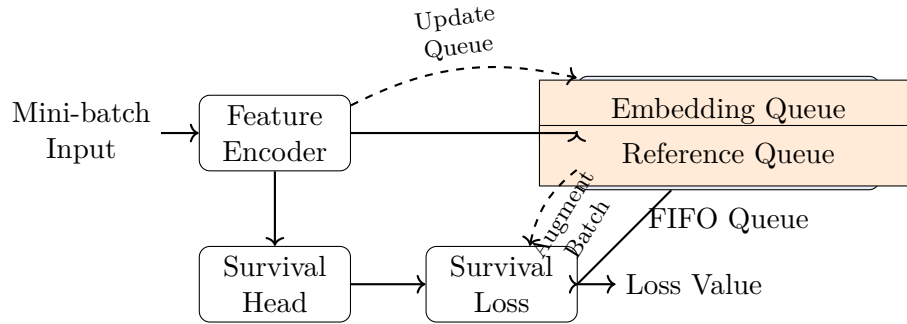 Update
Queue
Mini-batch
Input
Feature
Encoder
Embedding Queue
Reference Queue
Augment
Batch
FIFO Queue
Survival
Head
Survival
Loss
Loss Value